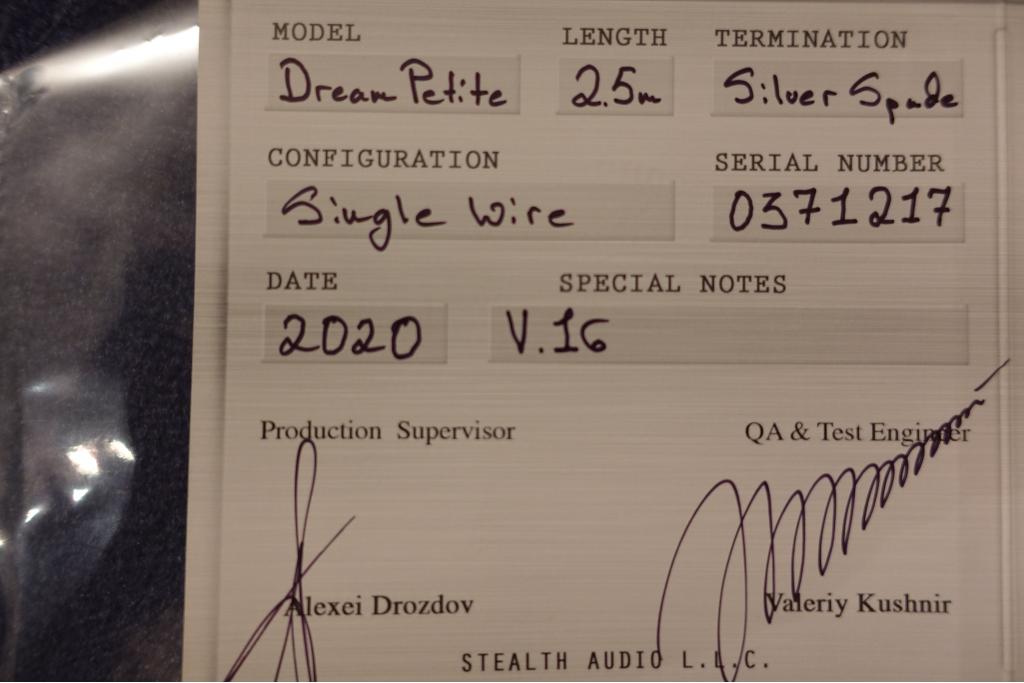 MODEL LENGTH TERMINATION
Dream Petite 2.5m Silver Spade
CONFIGURATION SERIAL NUMBER
Single Wire 0371217
DATE SPECIAL NOTES
2020 V.16
Production Supervisor QA & Test Engineer
Alexei Drozdov Valeriy Kushnir
STEALTH AUDIO L.L.C.